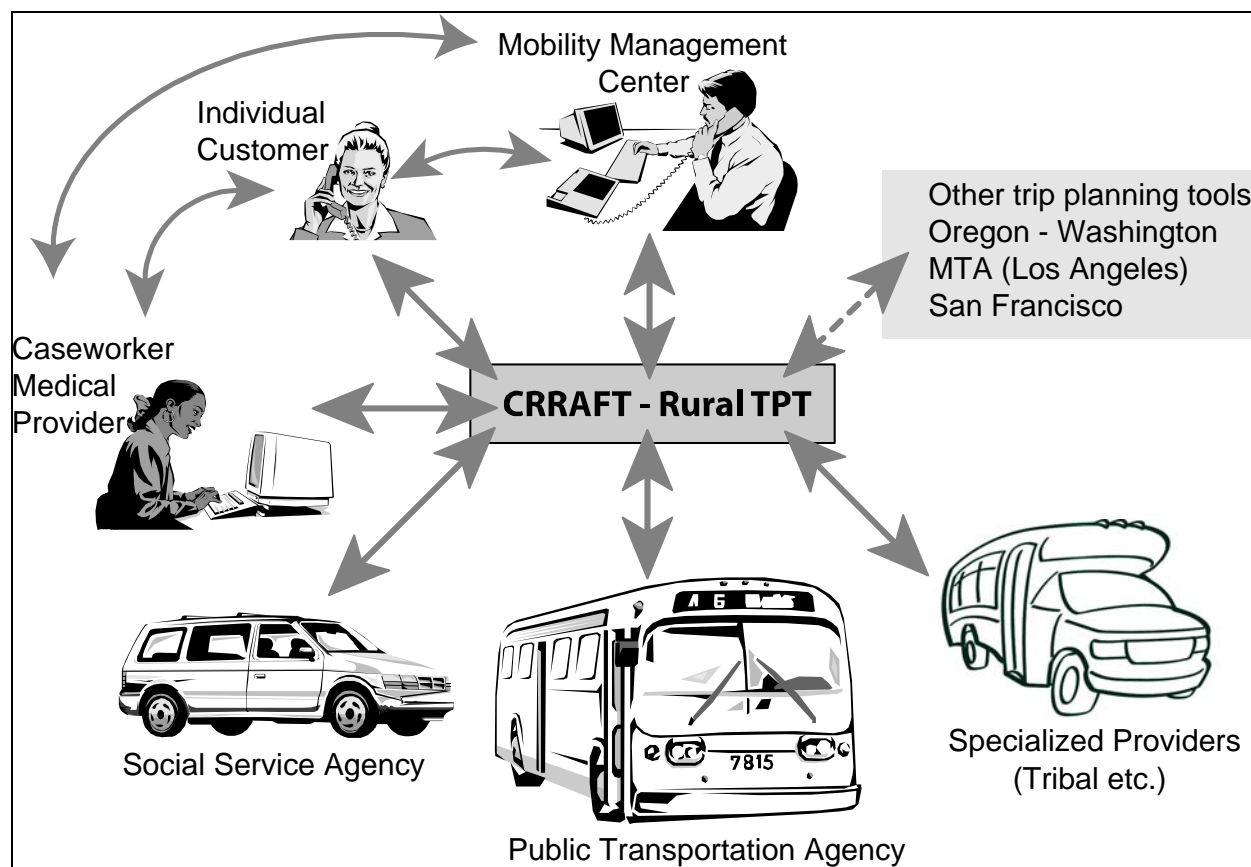 Mobility Management
Center
Individual
Customer
Other trip planning tools
Oregon - Washington
MTA (Los Angeles)
San Francisco
Caseworker
Medical
Provider
CRRAFT - Rural TPT
7815
Social Service Agency
Specialized Providers
(Tribal etc.)
Public Transportation Agency